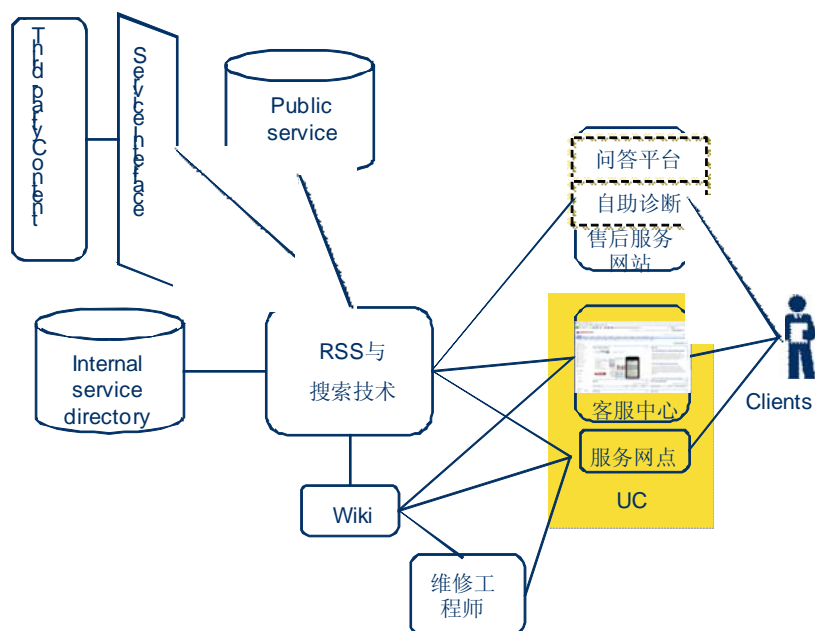 Third-party Content
Service Interface
Public
service
问答平台
自助诊断
售后服务
网站
Internal
service
directory
RSS与
搜索技术
客服中心
服务网点
UC
Clients
Wiki
维修工
程师